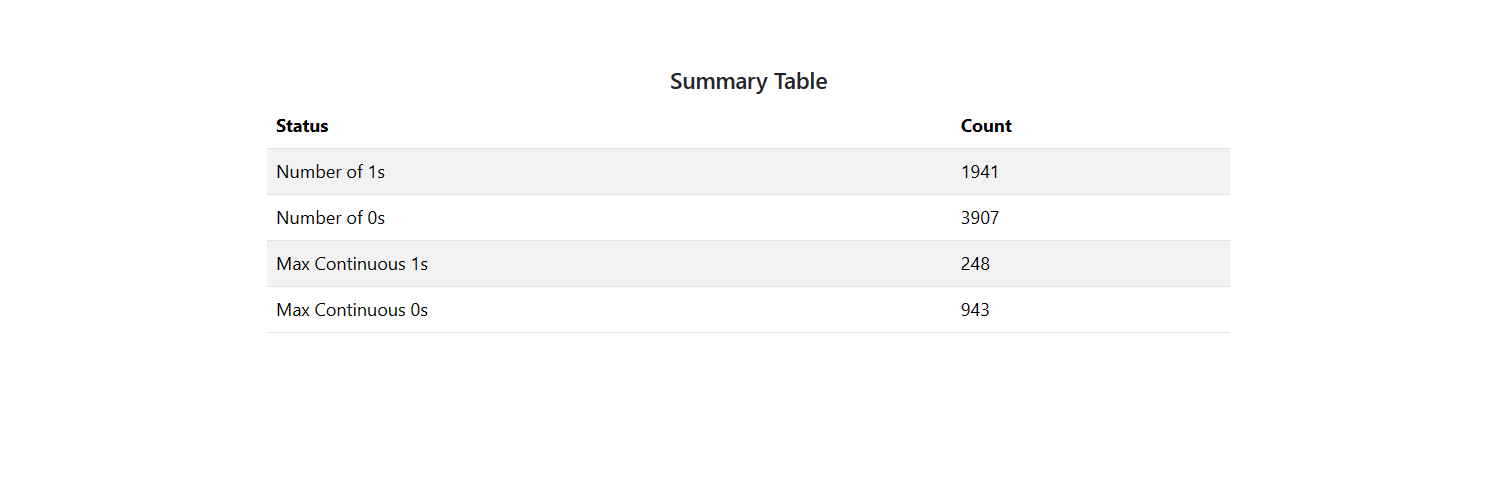 Summary Table
Status Count
Number of 1s 1941
Number of 0s 3907
Max Continuous 1s 248
Max Continuous 0s 943